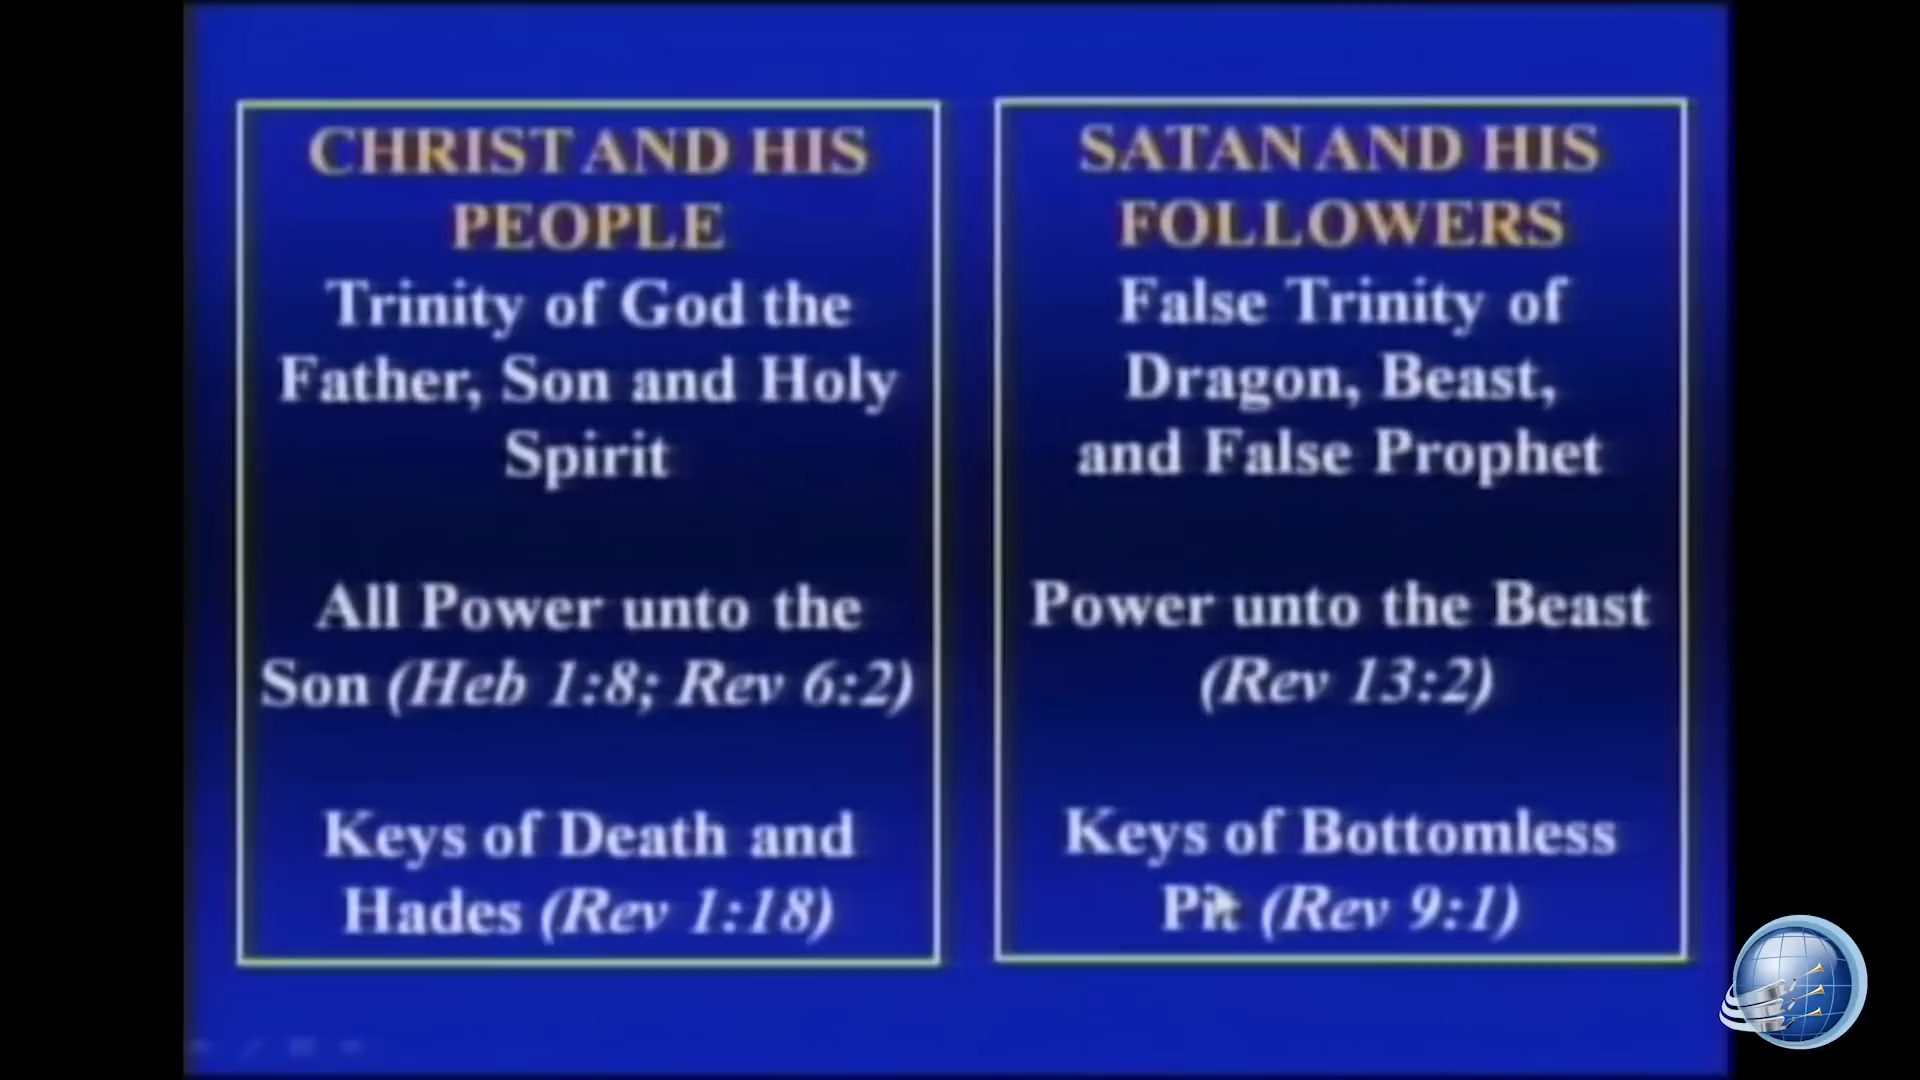 CHRIST AND HIS
PEOPLE
Trinity of God the
Father, Son and Holy
Spirit
All Power unto the
Son (Heb 1:8; Rev 6:2)
Keys of Death and
Hades (Rev 1:18)
SATAN AND HIS
FOLLOWERS
False Trinity of
Dragon, Beast,
and False Prophet
Power unto the Beast
(Rev 13:2)
Keys of Bottomless
Pit (Rev 9:1)